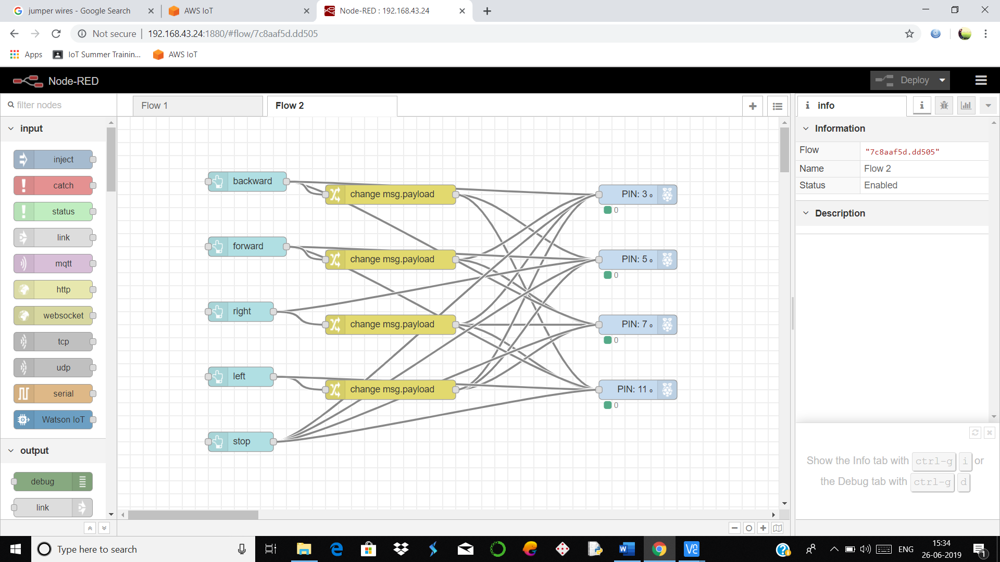 jumper wires - Google Search
AWS IoT
Node-RED : 192.168.43.24
Not secure
192.168.43.24:1880/#flow/7c8aaf5d.dd505
Apps
IoT Summer Trainin...
AWS IoT
Node-RED
Deploy
filter nodes
Flow 1
Flow 2
info
input
inject
catch
status
link
mqtt
http
websocket
tcp
udp
serial
Watson IoT
output
debug
link
backward
forward
right
left
stop
change msg.payload
change msg.payload
change msg.payload
change msg.payload
PIN: 3
0
PIN: 5
0
PIN: 7
0
PIN: 11
0
Information
Flow "7c8aaf5d.dd505"
Name Flow 2
Status Enabled
Description
Show the Info tab with ctrl-g i or
the Debug tab with ctrl-g d
Type here to search
ENG
15:34
26-06-2019
1